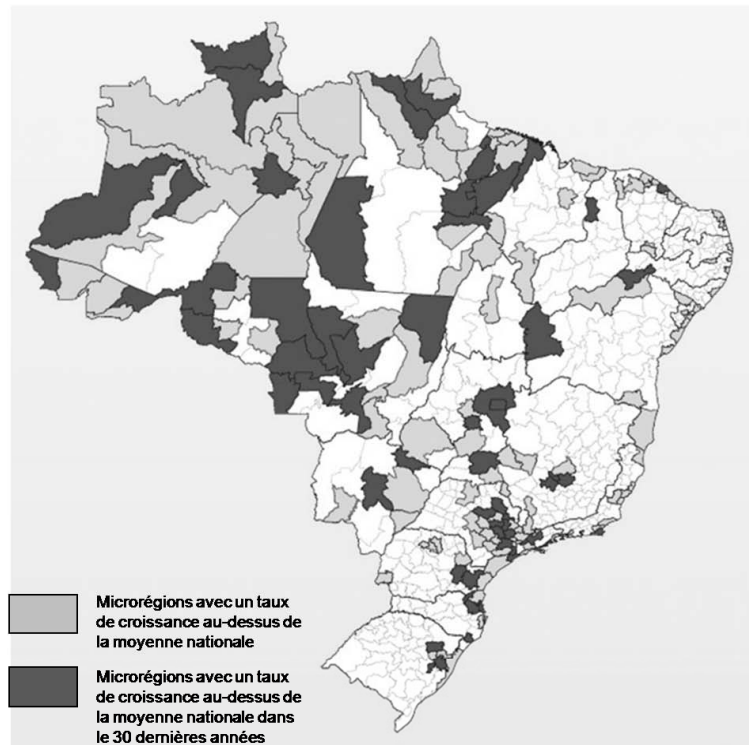 Microrégions avec un taux
de croissance au-dessus de
la moyenne nationale
Microrégions avec un taux
de croissance au-dessus de
la moyenne nationale dans
le 30 dernières années